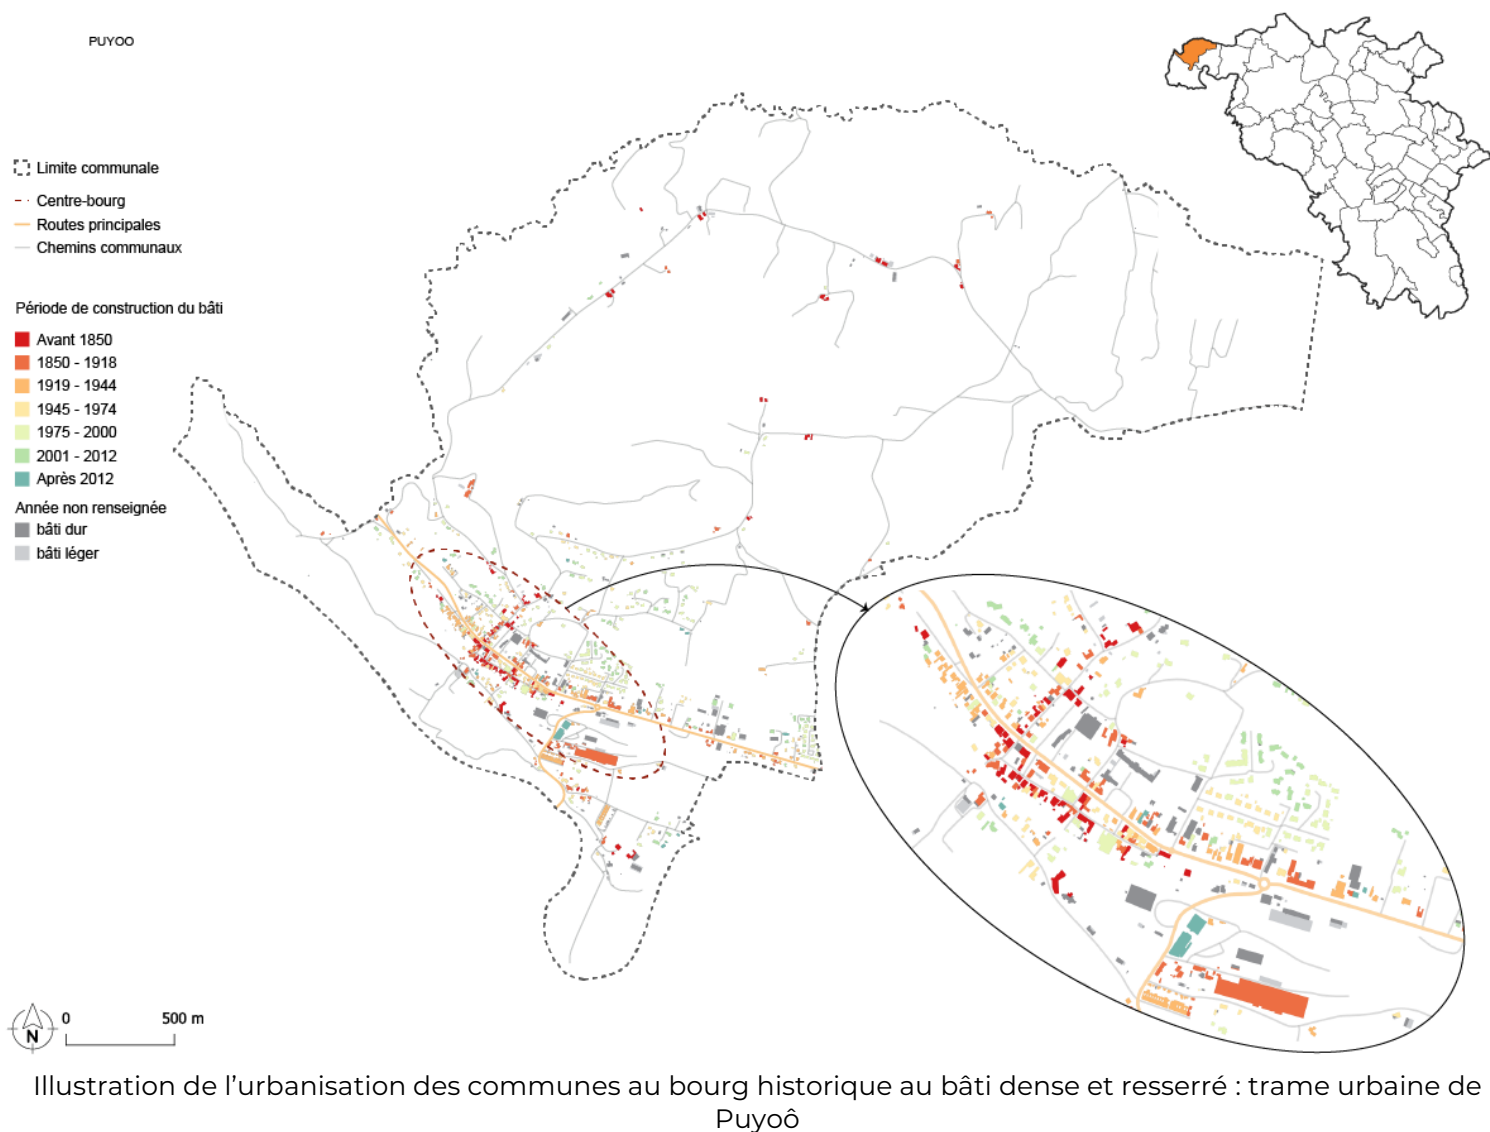 PUYOO
Limite communale
Centre-bourg
Routes principales
Chemins communaux
Période de construction du bâti
Avant 1850
1850 - 1918
1919 - 1944
1945 - 1974
1975 - 2000
2001 - 2012
Après 2012
Année non renseignée
bâti dur
bâti léger
N
0 500 m
Illustration de l'urbanisation des communes au bourg historique au bâti dense et resserré : trame urbaine de
Puyoô